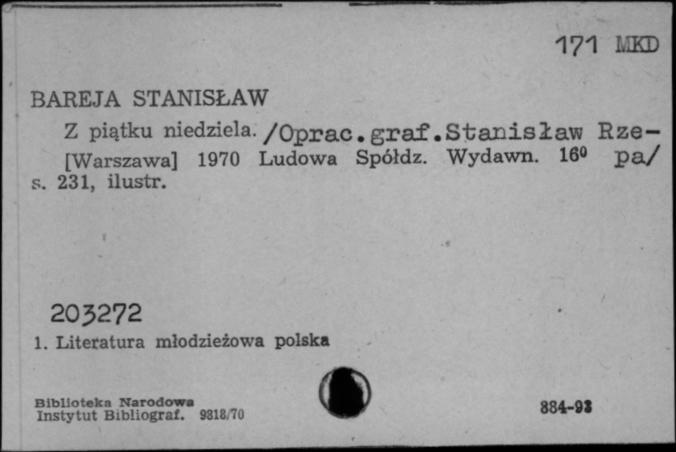 171 MKD
BAREJA STANISŁAW
Z piątku niedziela. /Oprac.graf.Stanisław Rze-
[Warszawa] 1970 Ludowa Spółdz. Wydawn. 16⁰ pa/
s. 231, ilustr.
203272
1. Literatura młodzieżowa polska
Biblioteka Narodowa
Instytut Bibliograf. 9818/70
884-93